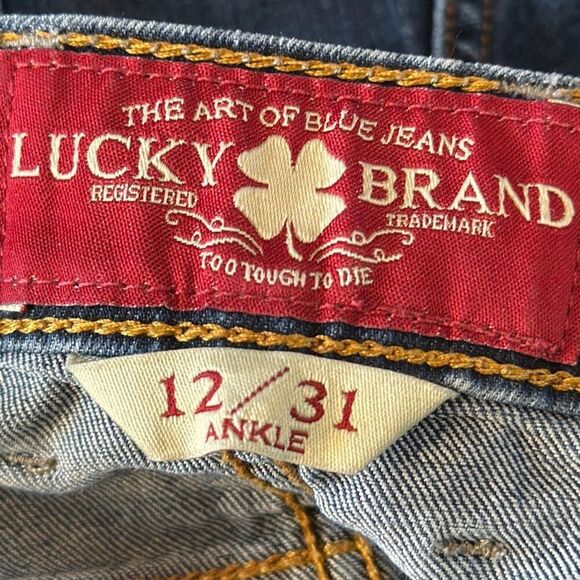 THE ART OF BLUE JEANS
LUCKY BRAND
REGISTERED TRADEMARK
TOO TOUGH TO DIE
12/31
ANKLE